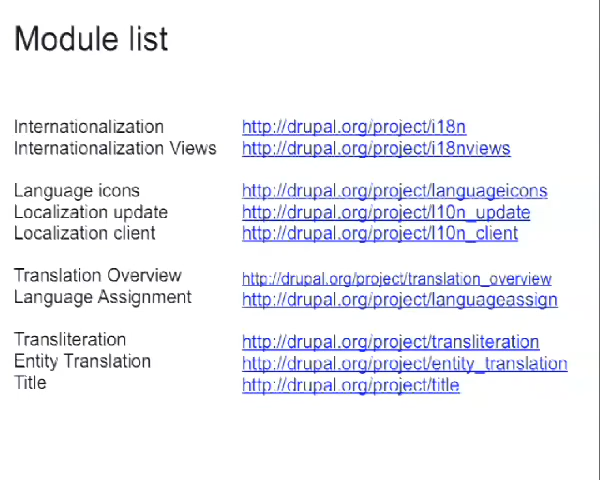 Module list
Internationalization http://drupal.org/project/i18n
Internationalization Views http://drupal.org/project/i18nviews
Language icons http://drupal.org/project/languageicons
Localization update http://drupal.org/project/l10n_update
Localization client http://drupal.org/project/l10n_client
Translation Overview http://drupal.org/project/translation_overview
Language Assignment http://drupal.org/project/languageassign
Transliteration http://drupal.org/project/transliteration
Entity Translation http://drupal.org/project/entity_translation
Title http://drupal.org/project/title